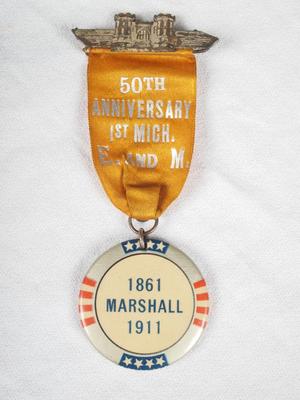 50TH
ANNIVERSARY
1ST MICH.
E. AND M.
1861
MARSHALL
1911